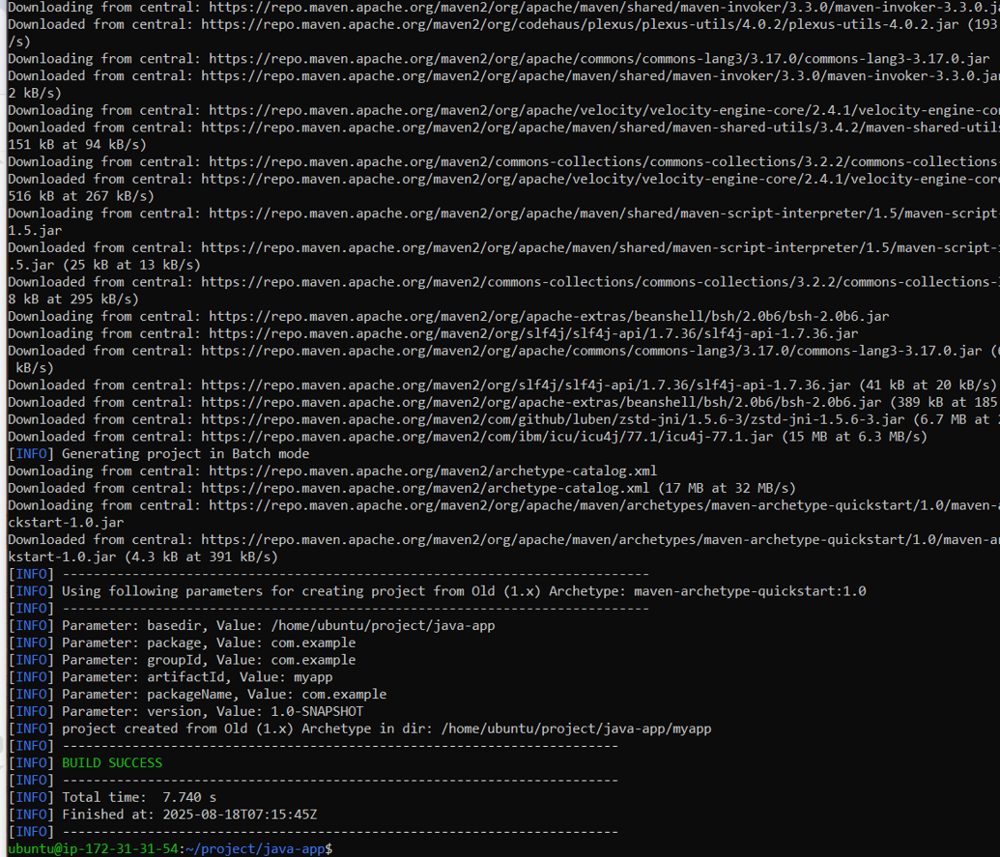 Downloading from central: https://repo.maven.apache.org/maven2/org/apache/maven/shared/maven-invoker/3.3.0/maven-invoker-3.3.0.ja
Downloaded from central: https://repo.maven.apache.org/maven2/org/codehaus/plexus/plexus-utils/4.0.2/plexus-utils-4.0.2.jar (193
/s)
Downloading from central: https://repo.maven.apache.org/maven2/org/apache/commons/commons-lang3/3.17.0/commons-lang3-3.17.0.jar
Downloaded from central: https://repo.maven.apache.org/maven2/org/apache/maven/shared/maven-invoker/3.3.0/maven-invoker-3.3.0.jar
2 kB/s)
Downloading from central: https://repo.maven.apache.org/maven2/org/apache/velocity/velocity-engine-core/2.4.1/velocity-engine-cor
Downloaded from central: https://repo.maven.apache.org/maven2/org/apache/maven/shared/maven-shared-utils/3.4.2/maven-shared-utils
151 kB at 94 kB/s)
Downloading from central: https://repo.maven.apache.org/maven2/commons-collections/commons-collections/3.2.2/commons-collections-
Downloaded from central: https://repo.maven.apache.org/maven2/org/apache/velocity/velocity-engine-core/2.4.1/velocity-engine-core
516 kB at 267 kB/s)
Downloading from central: https://repo.maven.apache.org/maven2/org/apache/maven/shared/maven-script-interpreter/1.5/maven-script-
1.5.jar
Downloaded from central: https://repo.maven.apache.org/maven2/org/apache/maven/shared/maven-script-interpreter/1.5/maven-script-i
.5.jar (25 kB at 13 kB/s)
Downloaded from central: https://repo.maven.apache.org/maven2/commons-collections/commons-collections/3.2.2/commons-collections-3
8 kB at 295 kB/s)
Downloading from central: https://repo.maven.apache.org/maven2/org/apache-extras/beanshell/bsh/2.0b6/bsh-2.0b6.jar
Downloading from central: https://repo.maven.apache.org/maven2/org/slf4j/slf4j-api/1.7.36/slf4j-api-1.7.36.jar
Downloaded from central: https://repo.maven.apache.org/maven2/org/apache/commons/commons-lang3/3.17.0/commons-lang3-3.17.0.jar (6
kB/s)
Downloaded from central: https://repo.maven.apache.org/maven2/org/slf4j/slf4j-api/1.7.36/slf4j-api-1.7.36.jar (41 kB at 20 kB/s)
Downloaded from central: https://repo.maven.apache.org/maven2/org/apache-extras/beanshell/bsh/2.0b6/bsh-2.0b6.jar (389 kB at 185
Downloaded from central: https://repo.maven.apache.org/maven2/com/github/luben/zstd-jni/1.5.6-3/zstd-jni-1.5.6-3.jar (6.7 MB at
Downloaded from central: https://repo.maven.apache.org/maven2/com/ibm/icu/icu4j/77.1/icu4j-77.1.jar (15 MB at 6.3 MB/s)
[INFO] Generating project in Batch mode
Downloading from central: https://repo.maven.apache.org/maven2/archetype-catalog.xml
Downloaded from central: https://repo.maven.apache.org/maven2/archetype-catalog.xml (17 MB at 32 MB/s)
Downloading from central: https://repo.maven.apache.org/maven2/org/apache/maven/archetypes/maven-archetype-quickstart/1.0/maven-a
ckstart-1.0.jar
Downloaded from central: https://repo.maven.apache.org/maven2/org/apache/maven/archetypes/maven-archetype-quickstart/1.0/maven-ar
kstart-1.0.jar (4.3 kB at 391 kB/s)
[INFO] ----------------------------------------------------------------------------
[INFO] Using following parameters for creating project from Old (1.x) Archetype: maven-archetype-quickstart:1.0
[INFO] ----------------------------------------------------------------------------
[INFO] Parameter: basedir, Value: /home/ubuntu/project/java-app
[INFO] Parameter: package, Value: com.example
[INFO] Parameter: groupId, Value: com.example
[INFO] Parameter: artifactId, Value: myapp
[INFO] Parameter: packageName, Value: com.example
[INFO] Parameter: version, Value: 1.0-SNAPSHOT
[INFO] project created from Old (1.x) Archetype in dir: /home/ubuntu/project/java-app/myapp
[INFO] ------------------------------------------------------------------------
[INFO] BUILD SUCCESS
[INFO] ------------------------------------------------------------------------
[INFO] Total time:  7.740 s
[INFO] Finished at: 2025-08-18T07:15:45Z
[INFO] ------------------------------------------------------------------------
ubuntu@ip-172-31-31-54:~/project/java-app$